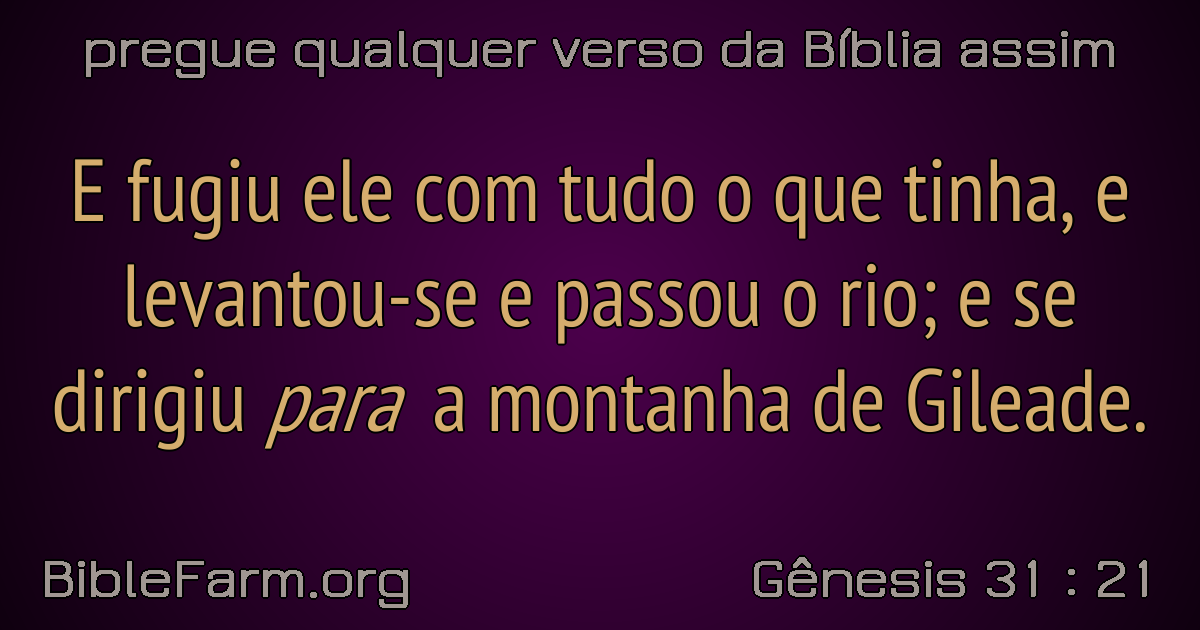 pregue qualquer verso da Bíblia assim
E fugiu ele com tudo o que tinha, e
levantou-se e passou o rio; e se
dirigiu para a montanha de Gileade.
BibleFarm.org
Gênesis 31 : 21